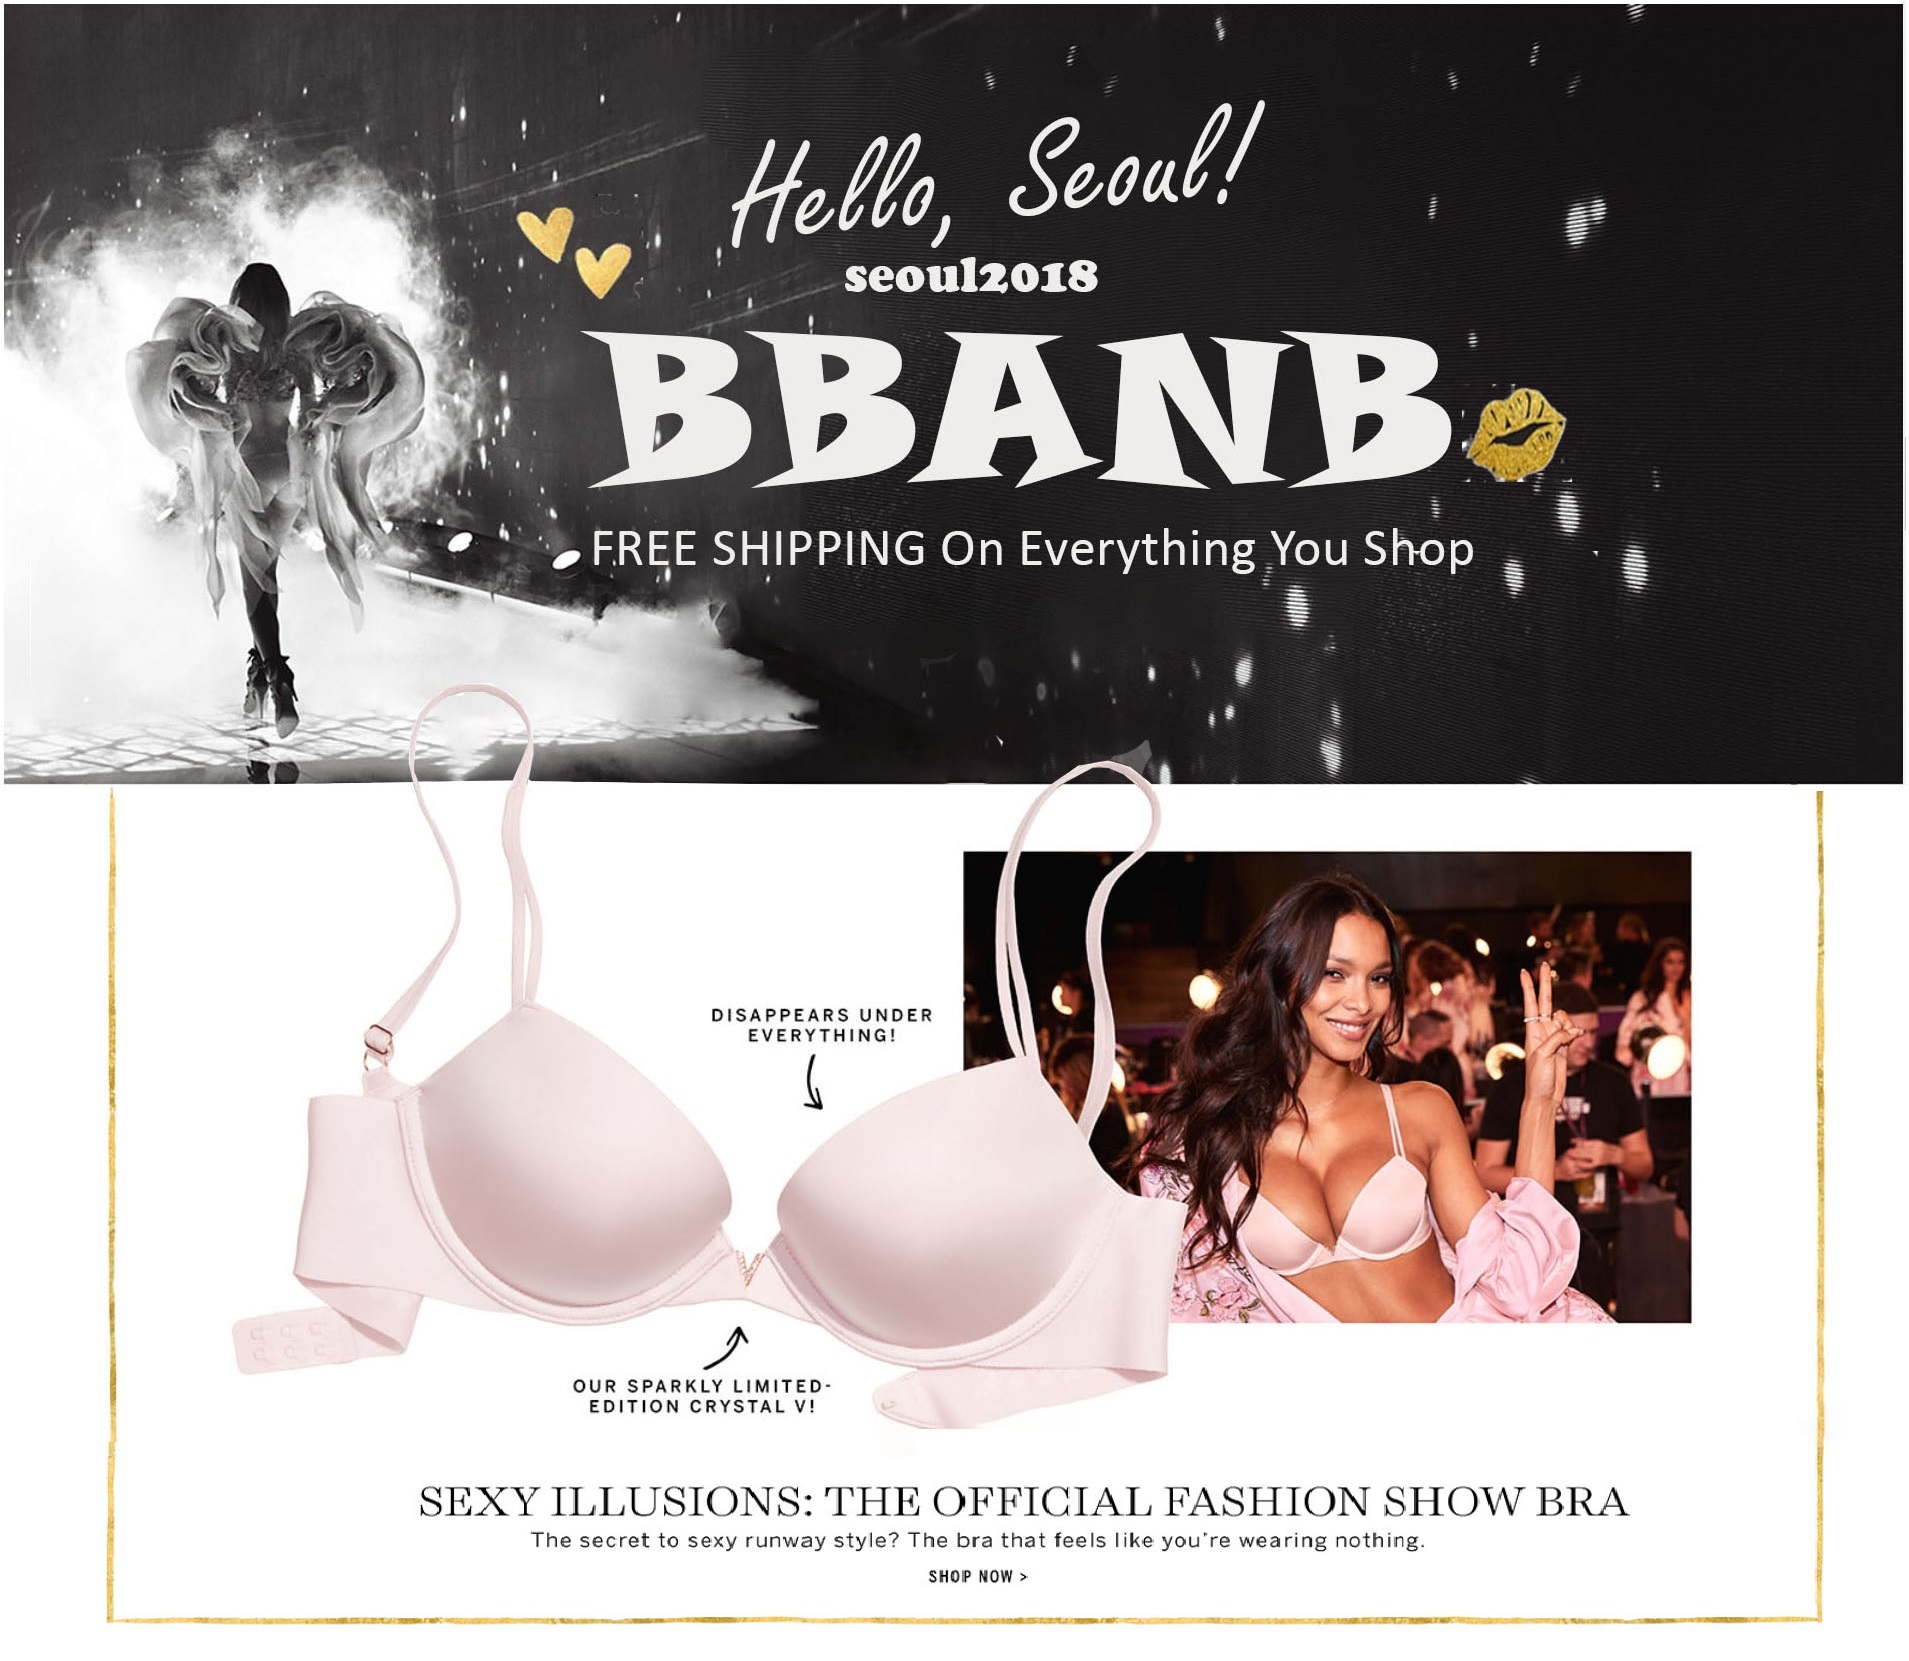 Hello, Seoul!
seoul2018
BBANB
FREE SHIPPING On Everything You Shop
DISAPPEARS UNDER
EVERYTHING!
OUR SPARKLY LIMITED-
EDITION CRYSTAL V!
SEXY ILLUSIONS: THE OFFICIAL FASHION SHOW BRA
The secret to sexy runway style? The bra that feels like you're wearing nothing.
SHOP NOW >